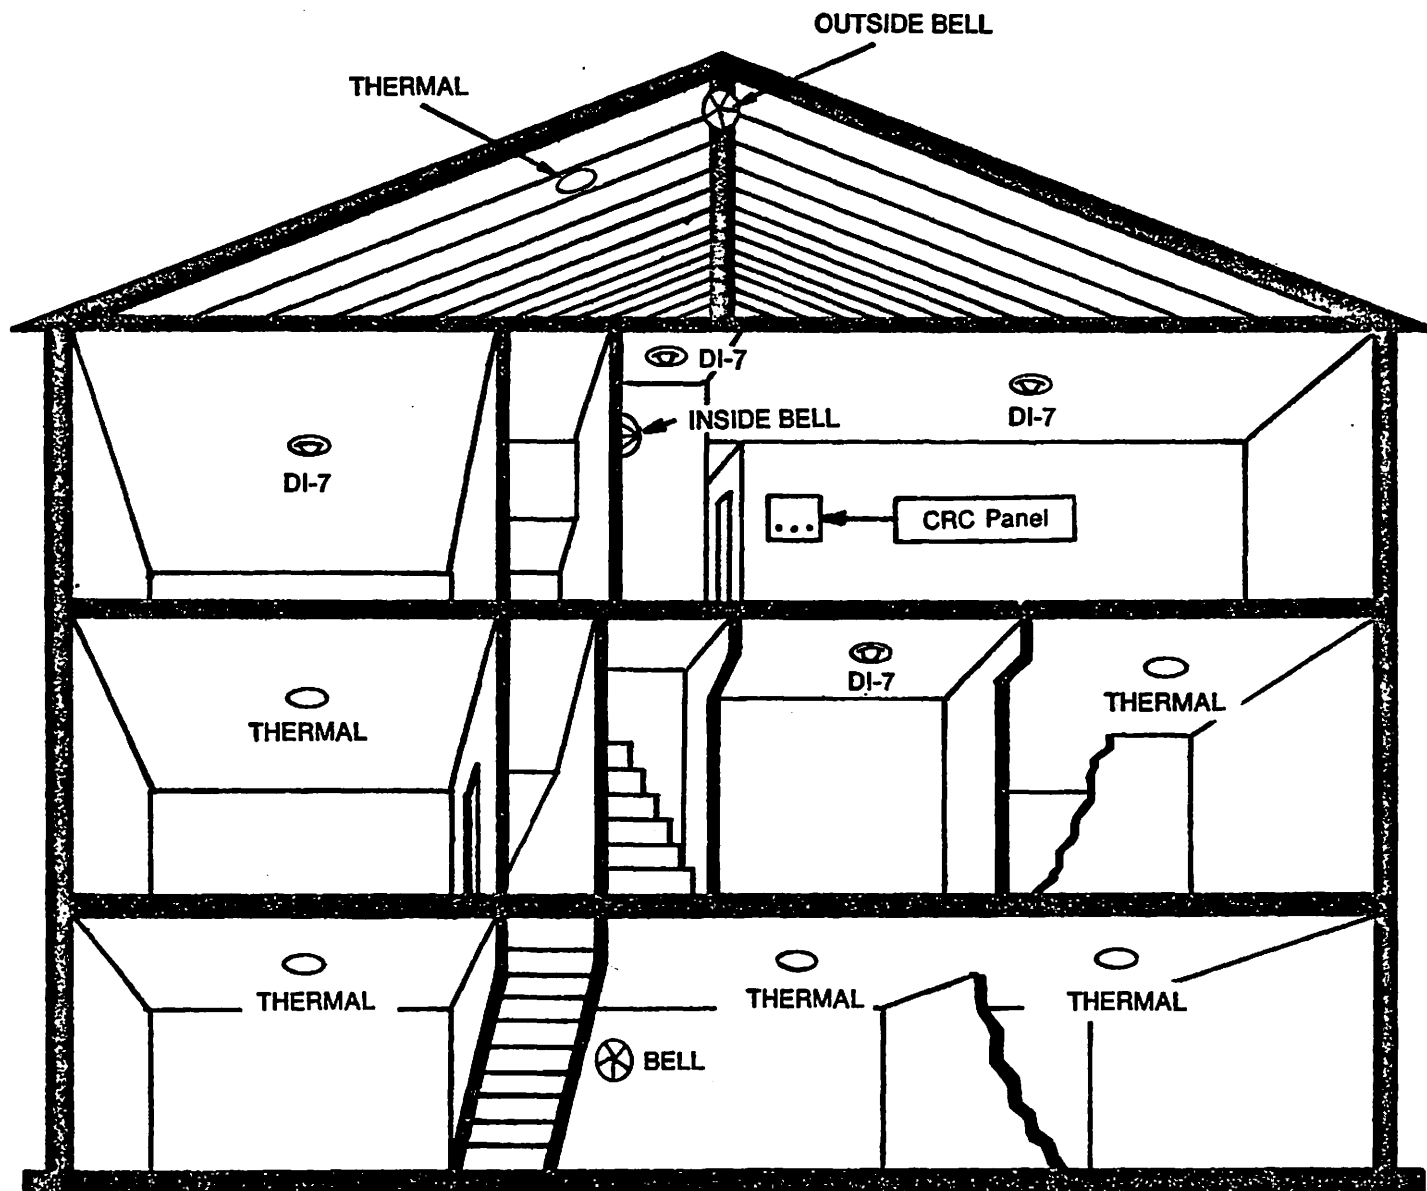 OUTSIDE BELL
THERMAL
DI-7
DI-7
INSIDE BELL
DI-7
CRC Panel
DI-7
THERMAL
THERMAL
THERMAL
THERMAL
THERMAL
BELL